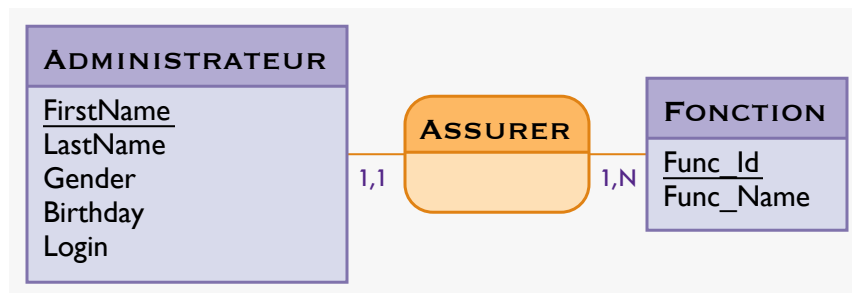 ADMINISTRATEUR
FirstName
LastName
Gender
Birthday
Login
1,1
ASSURER
1,N
FONCTION
Func_Id
Func_Name